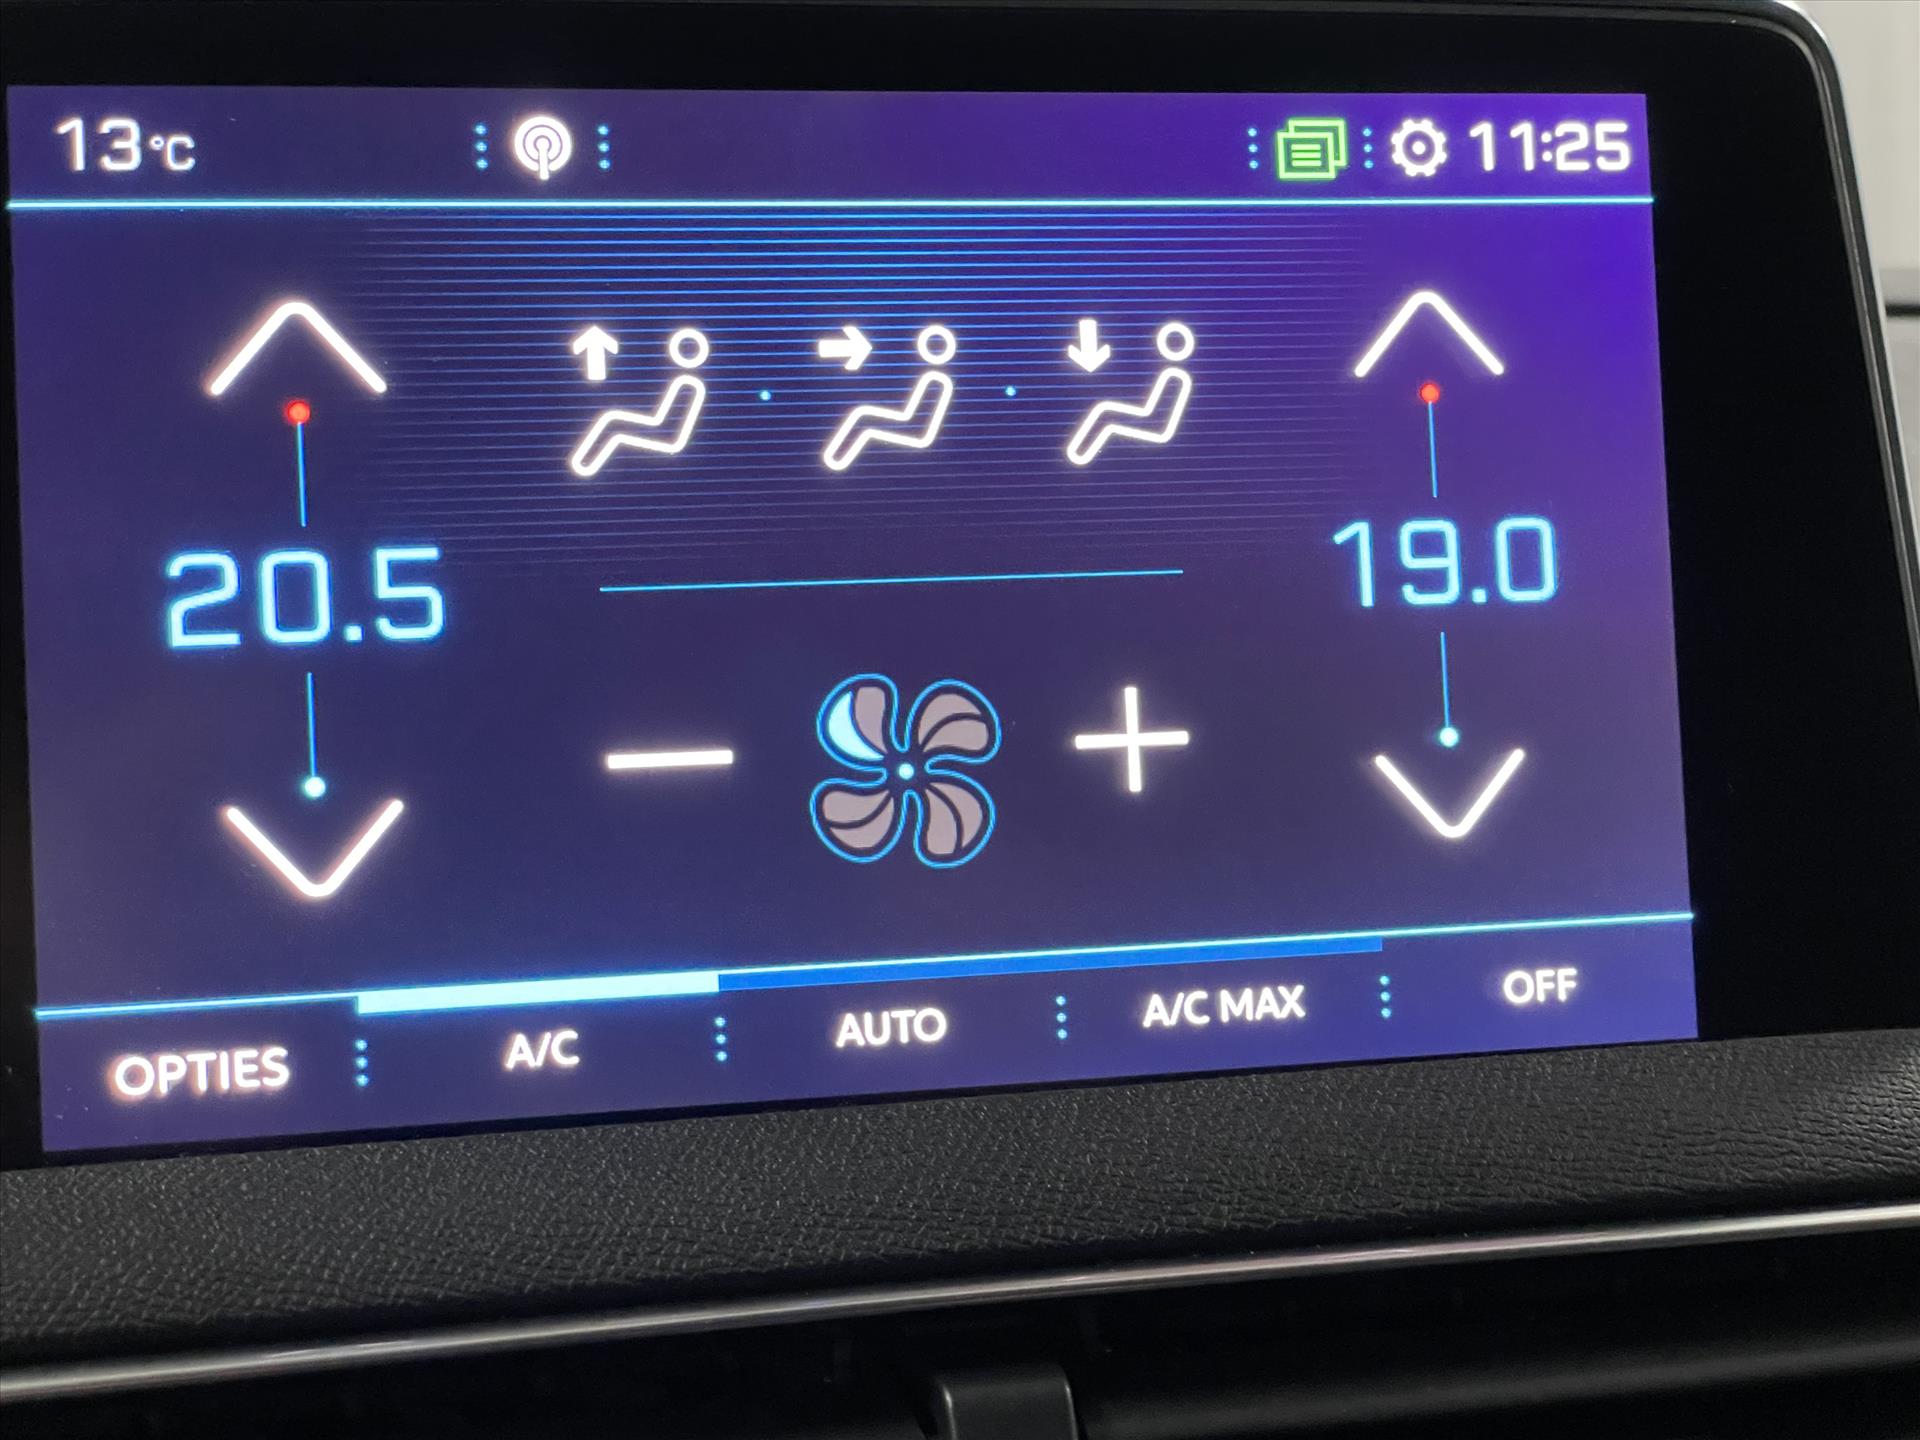 13°C 11:25
20.5 19.0
OPTIES A/C AUTO A/C MAX OFF